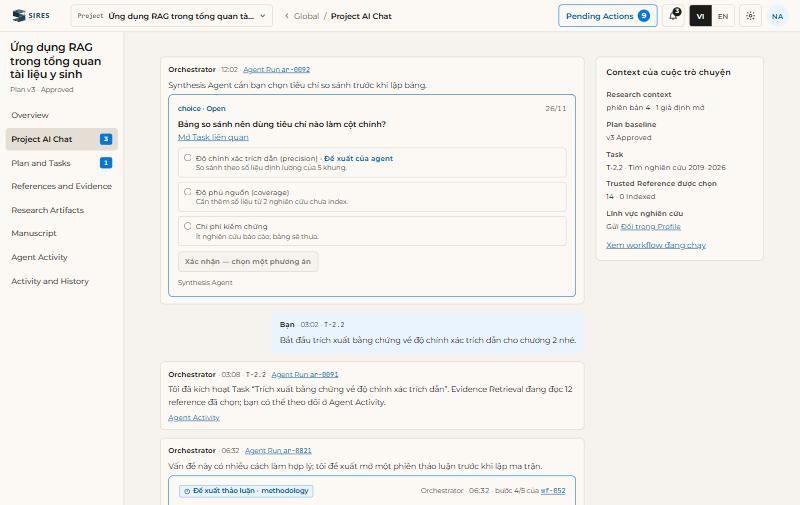 SIRES
Project Ứng dụng RAG trong tổng quan tà...
Global / Project AI Chat
Pending Actions 9
3
VI EN
NA
Ứng dụng RAG
trong tổng quan
tài liệu y sinh
Plan v3 · Approved
Overview
Project AI Chat 3
Plan and Tasks 1
References and Evidence
Research Artifacts
Manuscript
Agent Activity
Activity and History
Orchestrator · 12:02 · Agent Run ar-0092
Synthesis Agent cần bạn chọn tiêu chí so sánh trước khi lập bảng.
choice · Open 26/11
Bảng so sánh nên dùng tiêu chí nào làm cột chính?
Mở Task liên quan
Độ chính xác trích dẫn (precision) · Đề xuất của agent
So sánh theo số liệu định lượng của 5 khung.
Độ phủ nguồn (coverage)
Cần thêm số liệu từ 2 nghiên cứu chưa index.
Chi phí kiểm chứng
Ít nghiên cứu báo cáo; bảng sẽ thưa.
Xác nhận — chọn một phương án
Synthesis Agent
Bạn · 03:02 · T-2.2
Bắt đầu trích xuất bằng chứng về độ chính xác trích dẫn cho chương 2 nhé.
Orchestrator · 03:08 · T-2.2 · Agent Run ar-0091
Tôi đã kích hoạt Task “Trích xuất bằng chứng về độ chính xác trích dẫn”. Evidence Retrieval đang đọc 12
reference đã chọn; bạn có thể theo dõi ở Agent Activity.
Agent Activity
Orchestrator · 06:32 · Agent Run ar-0821
Vấn đề này có nhiều cách làm hợp lý; tôi đề xuất mở một phiên thảo luận trước khi lập ma trận.
Đề xuất thảo luận · methodology
Orchestrator · 06:32 · bước 4/5 của wf-052
Context của cuộc trò chuyện
Research context
phiên bản 4 · 1 giả định mở
Plan baseline
v3 Approved
Task
T-2.2 · Tìm nghiên cứu 2019–2026
Trusted Reference được chọn
14 · 0 Indexed
Lĩnh vực nghiên cứu
Gửi Đổi trong Profile
Xem workflow đang chạy